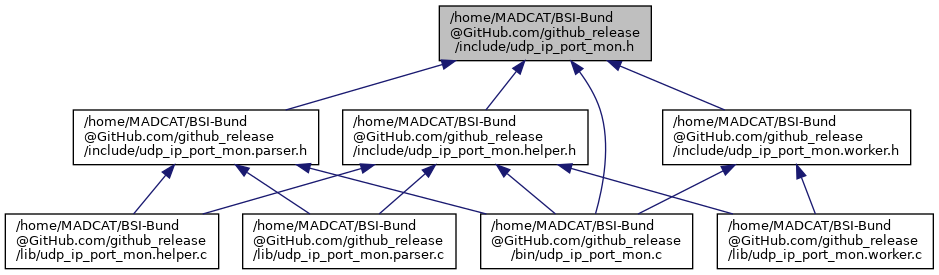 /home/MADCAT/BSI-Bund
@GitHub.com/github_release
/include/udp_ip_port_mon.h
/home/MADCAT/BSI-Bund
@GitHub.com/github_release
/include/udp_ip_port_mon.parser.h
/home/MADCAT/BSI-Bund
@GitHub.com/github_release
/include/udp_ip_port_mon.helper.h
/home/MADCAT/BSI-Bund
@GitHub.com/github_release
/include/udp_ip_port_mon.worker.h
/home/MADCAT/BSI-Bund
@GitHub.com/github_release
/lib/udp_ip_port_mon.helper.c
/home/MADCAT/BSI-Bund
@GitHub.com/github_release
/lib/udp_ip_port_mon.parser.c
/home/MADCAT/BSI-Bund
@GitHub.com/github_release
/bin/udp_ip_port_mon.c
/home/MADCAT/BSI-Bund
@GitHub.com/github_release
/lib/udp_ip_port_mon.worker.c